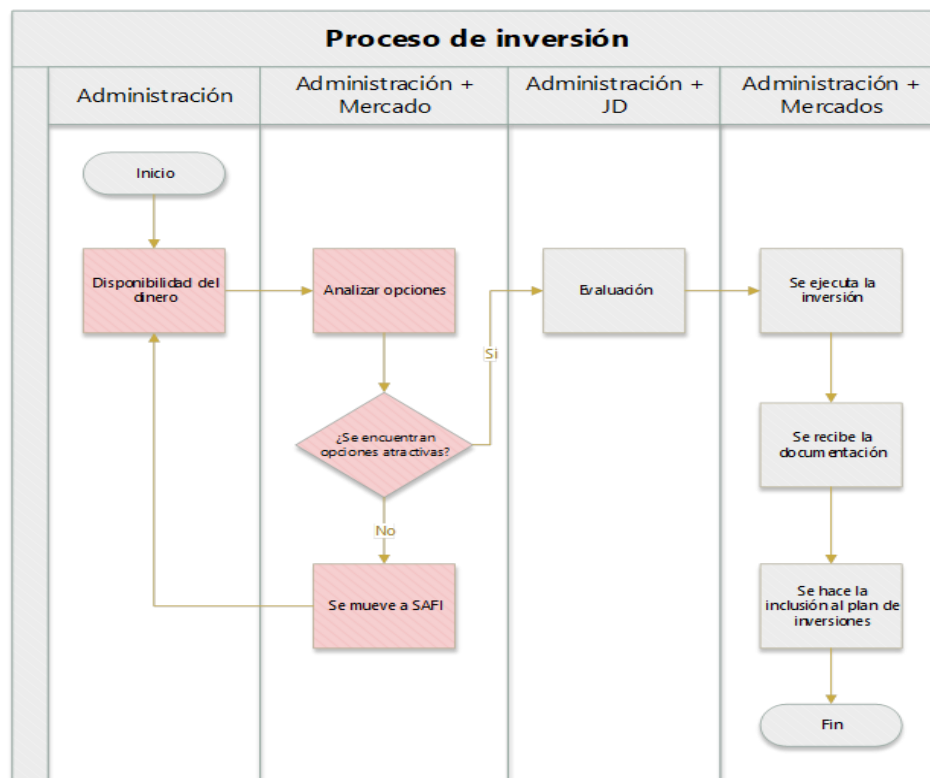 Proceso de inversión
Administración
Administración +
Mercado
Administración +
JD
Administración +
Mercados
Inicio
Disponibilidad del
dinero
Analizar opciones
Evaluación
Se ejecuta la
inversión
Si
¿Se encuentran
opciones atractivas?
Se recibe la
documentación
No
Se mueve a SAFI
Se hace la
inclusión al plan de
inversiones
Fin